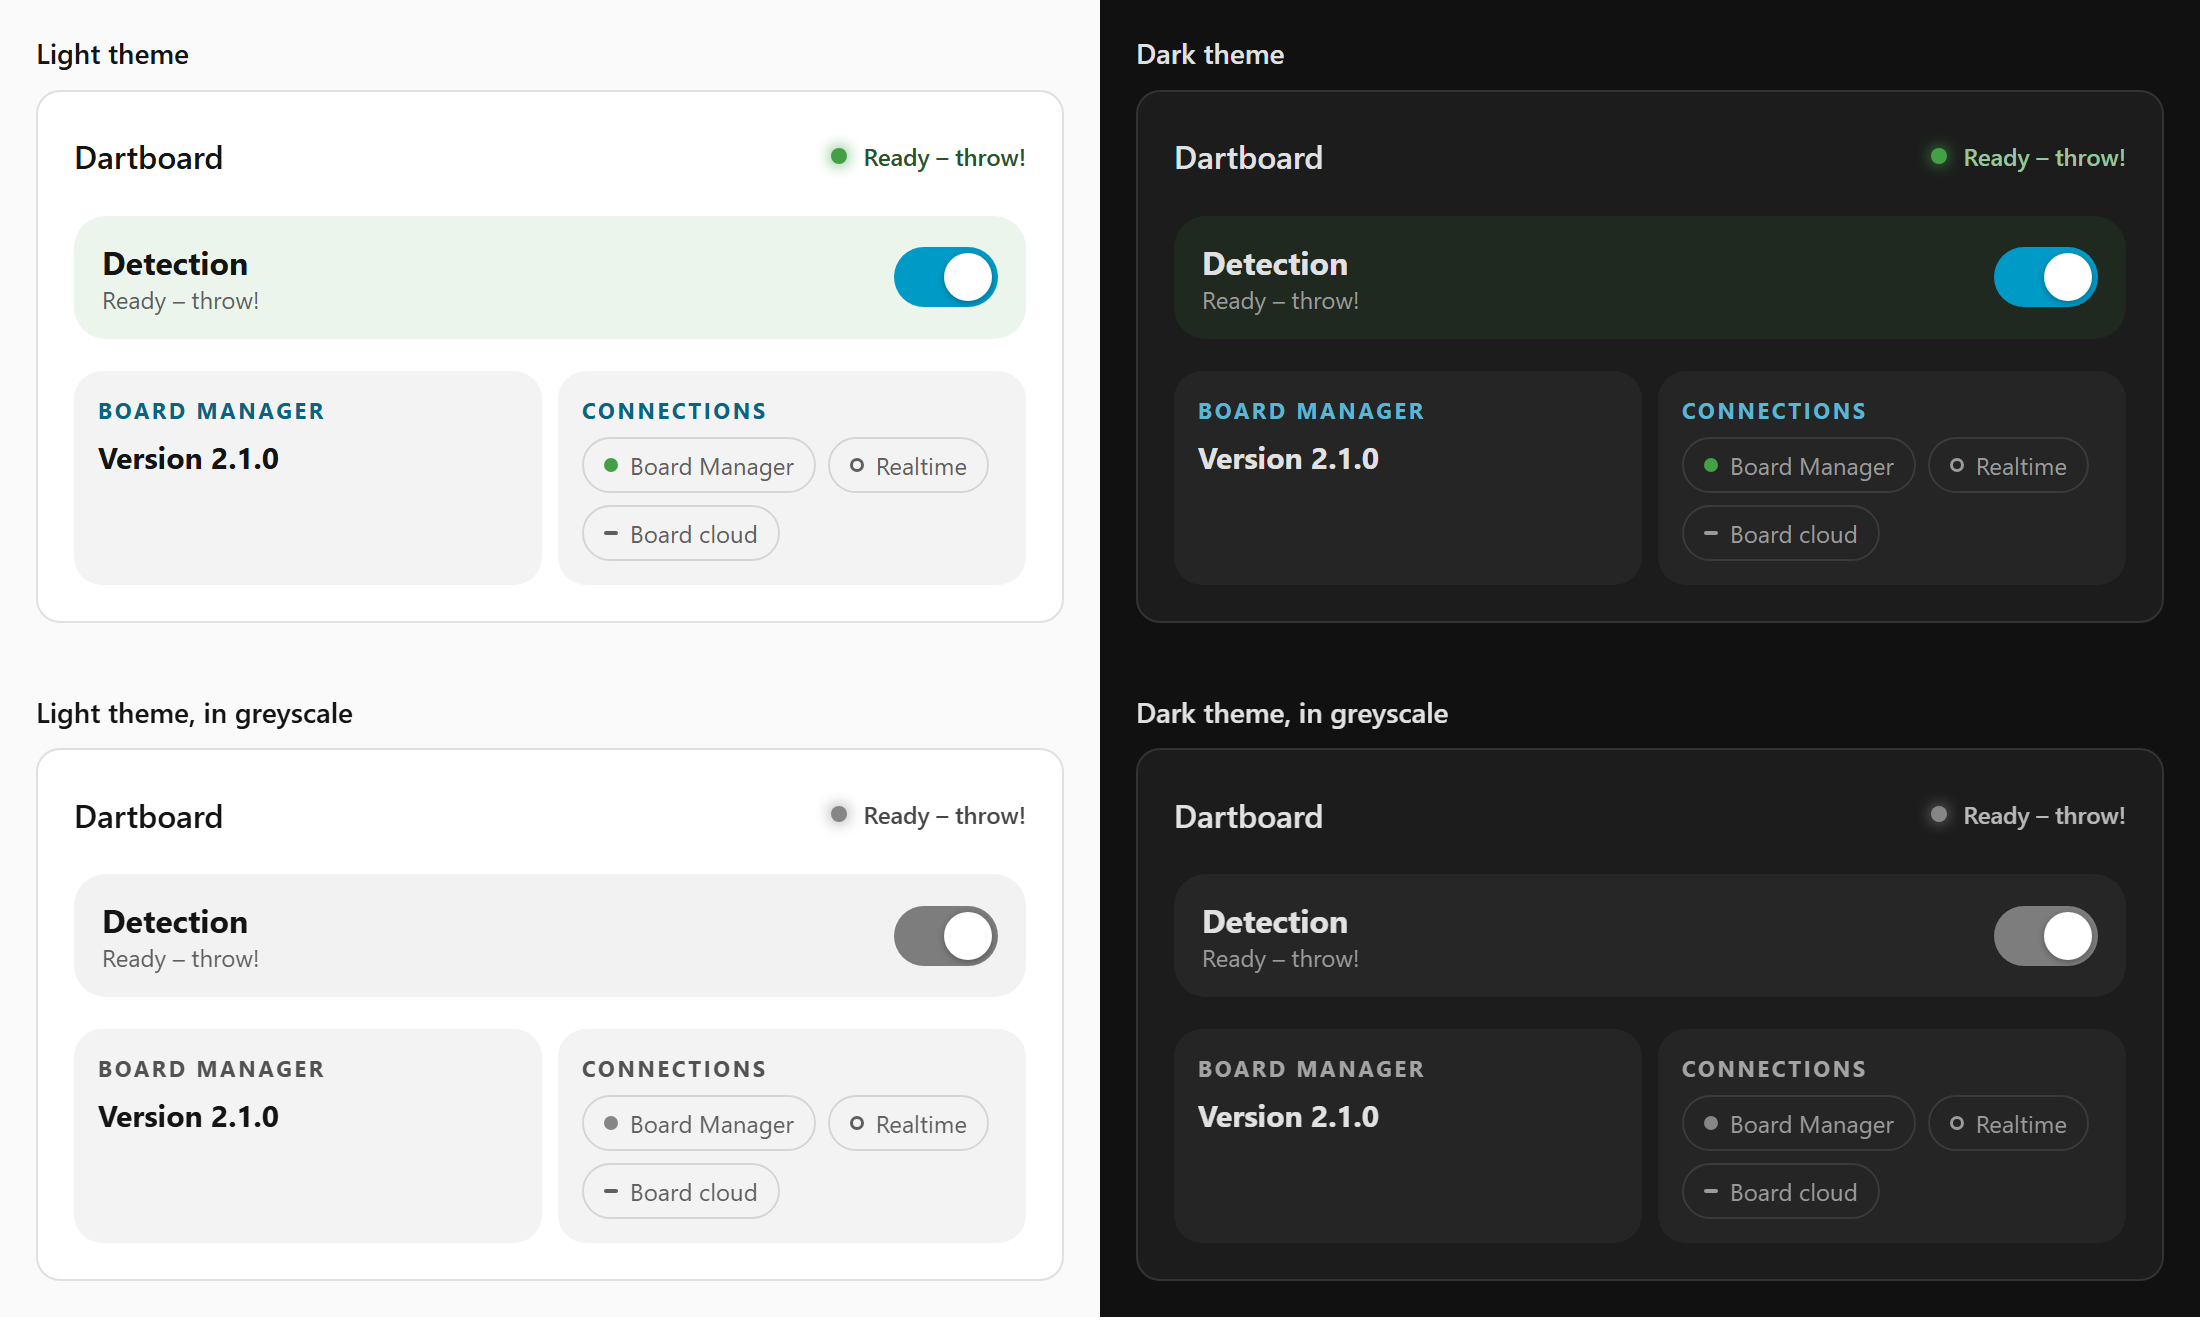 Light theme
Dartboard
Ready – throw!
Detection
Ready – throw!
BOARD MANAGER
Version 2.1.0
CONNECTIONS
Board Manager
Realtime
Board cloud
Dark theme
Dartboard
Ready – throw!
Detection
Ready – throw!
BOARD MANAGER
Version 2.1.0
CONNECTIONS
Board Manager
Realtime
Board cloud
Light theme, in greyscale
Dartboard
Ready – throw!
Detection
Ready – throw!
BOARD MANAGER
Version 2.1.0
CONNECTIONS
Board Manager
Realtime
Board cloud
Dark theme, in greyscale
Dartboard
Ready – throw!
Detection
Ready – throw!
BOARD MANAGER
Version 2.1.0
CONNECTIONS
Board Manager
Realtime
Board cloud